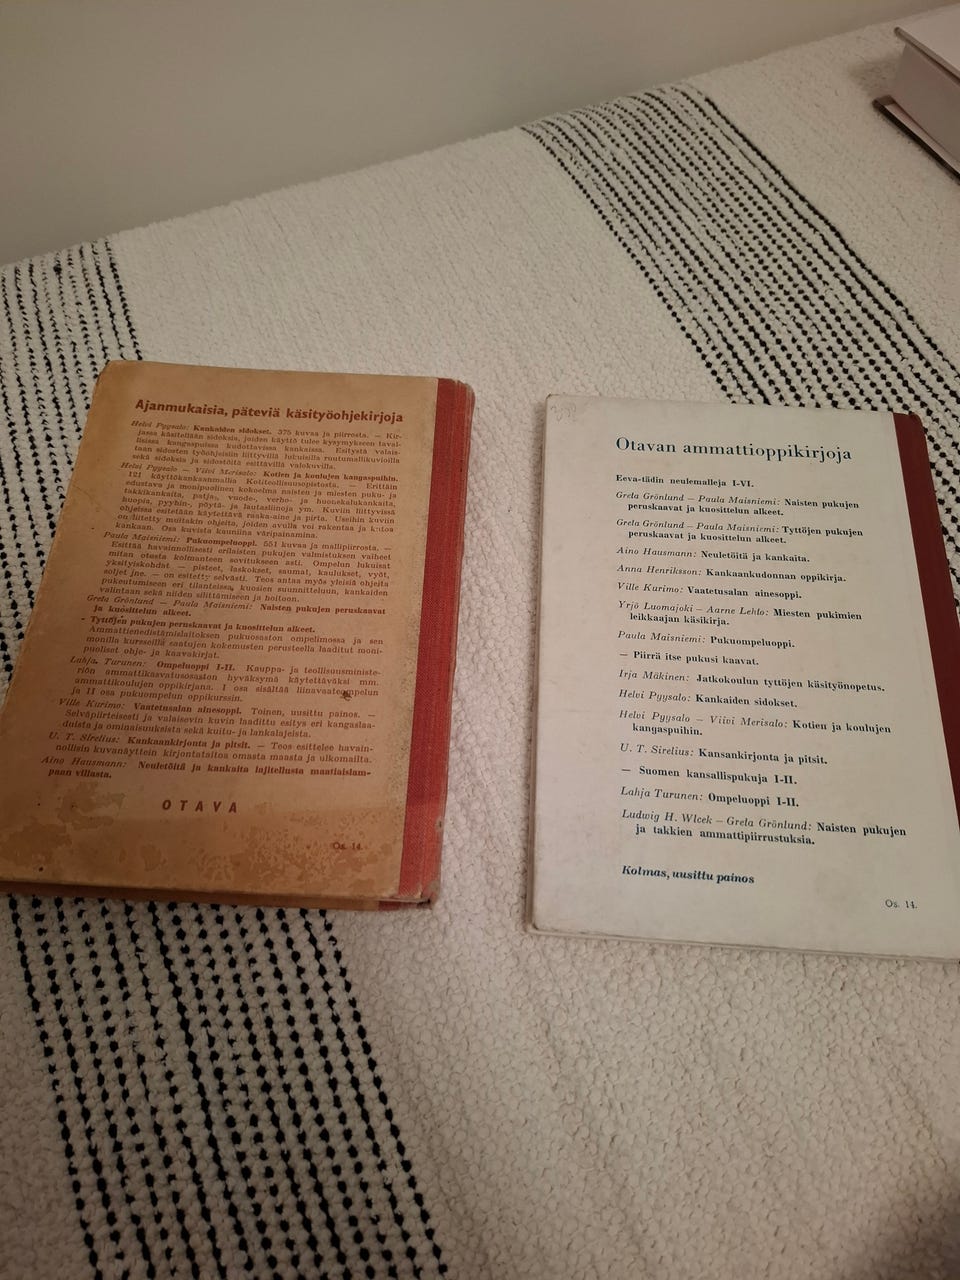 Ajanmukaisia, päteviä käsityöohjekirjoja
Helvi Pyysalo: Kankaiden sidokset. 375 kuvaa ja piirrosta. — Kir-
jassa käsitellään sidoksia, joiden käyttö tulee kysymykseen taval-
lisissa kangaspuissa kudottavissa kankaissa. Esitystä valais-
taan sidosten työohjeisiin liittyvillä lukuisilla ruutumallikuvioilla
sekä sidoksia ja sidostöitä esittävillä valokuvilla.
Helvi Pyysalo — Viivi Merisalo: Kotien ja koulujen kangaspuihin.
121 käyttökankaanmallia Kotiteollisuusopistosta. — Erittäin
edustava ja monipuolinen kokoelma naisten ja miesten puku- ja
takkikankaita, patja-, vuode-, verho- ja huonekalukankaita,
huopia, pyyhin-, pöytä- ja lautasliinoja ym. Kuviin liittyvissä
ohjeissa esitetään käytettävä raaka-aine ja pirta. Useihin kuviin
on liitetty muitakin ohjeita, joiden avulla voi rakentaa ja kutoa
kankaan. Osa kuvista kauniina väripainamina.
Paula Maisniemi: Pukuompeluoppi. 551 kuvaa ja mallipiirrosta. —
Esittää havainnollisesti erilaisten pukujen valmistuksen vaiheet
mitan otosta kolmanteen sovitukseen asti. Ompelun lukuisat
yksityiskohdat — pisteet, laskokset, saumat, kaulukset, vyöt,
soljet jne. — on esitetty selvästi. Teos antaa myös yleisiä ohjeita
pukeutumiseen eri tilanteissa, kuosien suunnitteluun, kankaiden
valintaan sekä niiden silittämiseen ja hoitoon.
Greta Grönlund — Paula Maisniemi: Naisten pukujen peruskaavat
ja kuosittelun alkeet.
- Tyttöjen pukujen peruskaavat ja kuosittelun alkeet.
Ammattienedistämislaitoksen pukuosaston ompelimossa ja sen
monilla kursseilla saatujen kokemusten perusteella laaditut moni-
puoliset ohje- ja kaavakirjat.
Lahja Turunen: Ompeluoppi I-II. Kauppa- ja teollisuusministe-
riön ammattikasvatusosaston hyväksymä käytettäväksi mm.
ammattikoulujen oppikirjana. I osa sisältää liinavaateompelun
ja II osa pukuompelun oppikurssin.
Ville Kurimo: Vaatetusalan ainesoppi. Toinen, uusittu painos. —
Selväpiirteisesti ja valaisevin kuvin laadittu esitys eri kangaslaa-
duista ja ominaisuuksista sekä kuitu- ja lankalajeista.
U. T. Sirelius: Kankaankirjonta ja pitsit. — Teos esittelee havain-
nollisin kuvanäyttein kirjontataitoa omasta maasta ja ulkomailta.
Aino Hausmann: Neuletöitä ja kankaita lajitellusta maatiaislam-
paan villasta.
OTAVA
Os. 14.
Otavan ammattioppikirjoja
Eeva-tädin neulemalleja I-VI.
Greta Grönlund — Paula Maisniemi: Naisten pukujen
peruskaavat ja kuosittelun alkeet.
Greta Grönlund — Paula Maisniemi: Tyttöjen pukujen
peruskaavat ja kuosittelun alkeet.
Aino Hausmann: Neuletöitä ja kankaita.
Anna Henriksson: Kankaankudonnan oppikirja.
Ville Kurimo: Vaatetusalan ainesoppi.
Yrjö Luomajoki — Aarne Lehto: Miesten pukimien
leikkaajan käsikirja.
Paula Maisniemi: Pukuompeluoppi.
— Piirrä itse pukusi kaavat.
Irja Mäkinen: Jatkokoulun tyttöjen käsityönopetus.
Helvi Pyysalo: Kankaiden sidokset.
Helvi Pyysalo — Viivi Merisalo: Kotien ja koulujen
kangaspuihin.
U. T. Sirelius: Kansankirjonta ja pitsit.
— Suomen kansallispukuja I-II.
Lahja Turunen: Ompeluoppi I-II.
Ludwig H. Wlcek — Greta Grönlund: Naisten pukujen
ja takkien ammattipiirrustuksia.
Kolmas, uusittu painos
Os. 14.